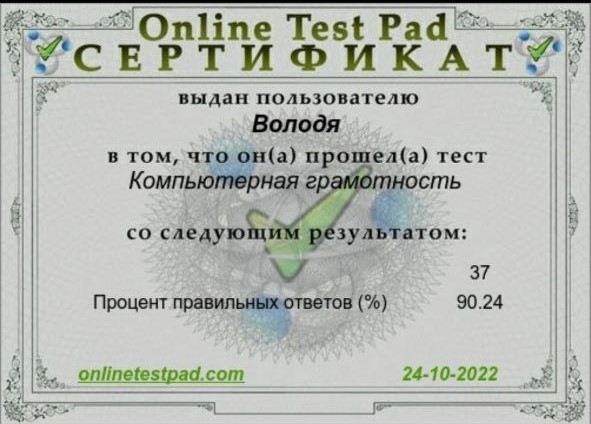 Online Test Pad
СЕРТИФИКАТ
выдан пользователю
Володя
в том, что он(а) прошел(а) тест
Компьютерная грамотность
со следующим результатом:
37
Процент правильных ответов (%) 90.24
onlinetestpad.com 24-10-2022